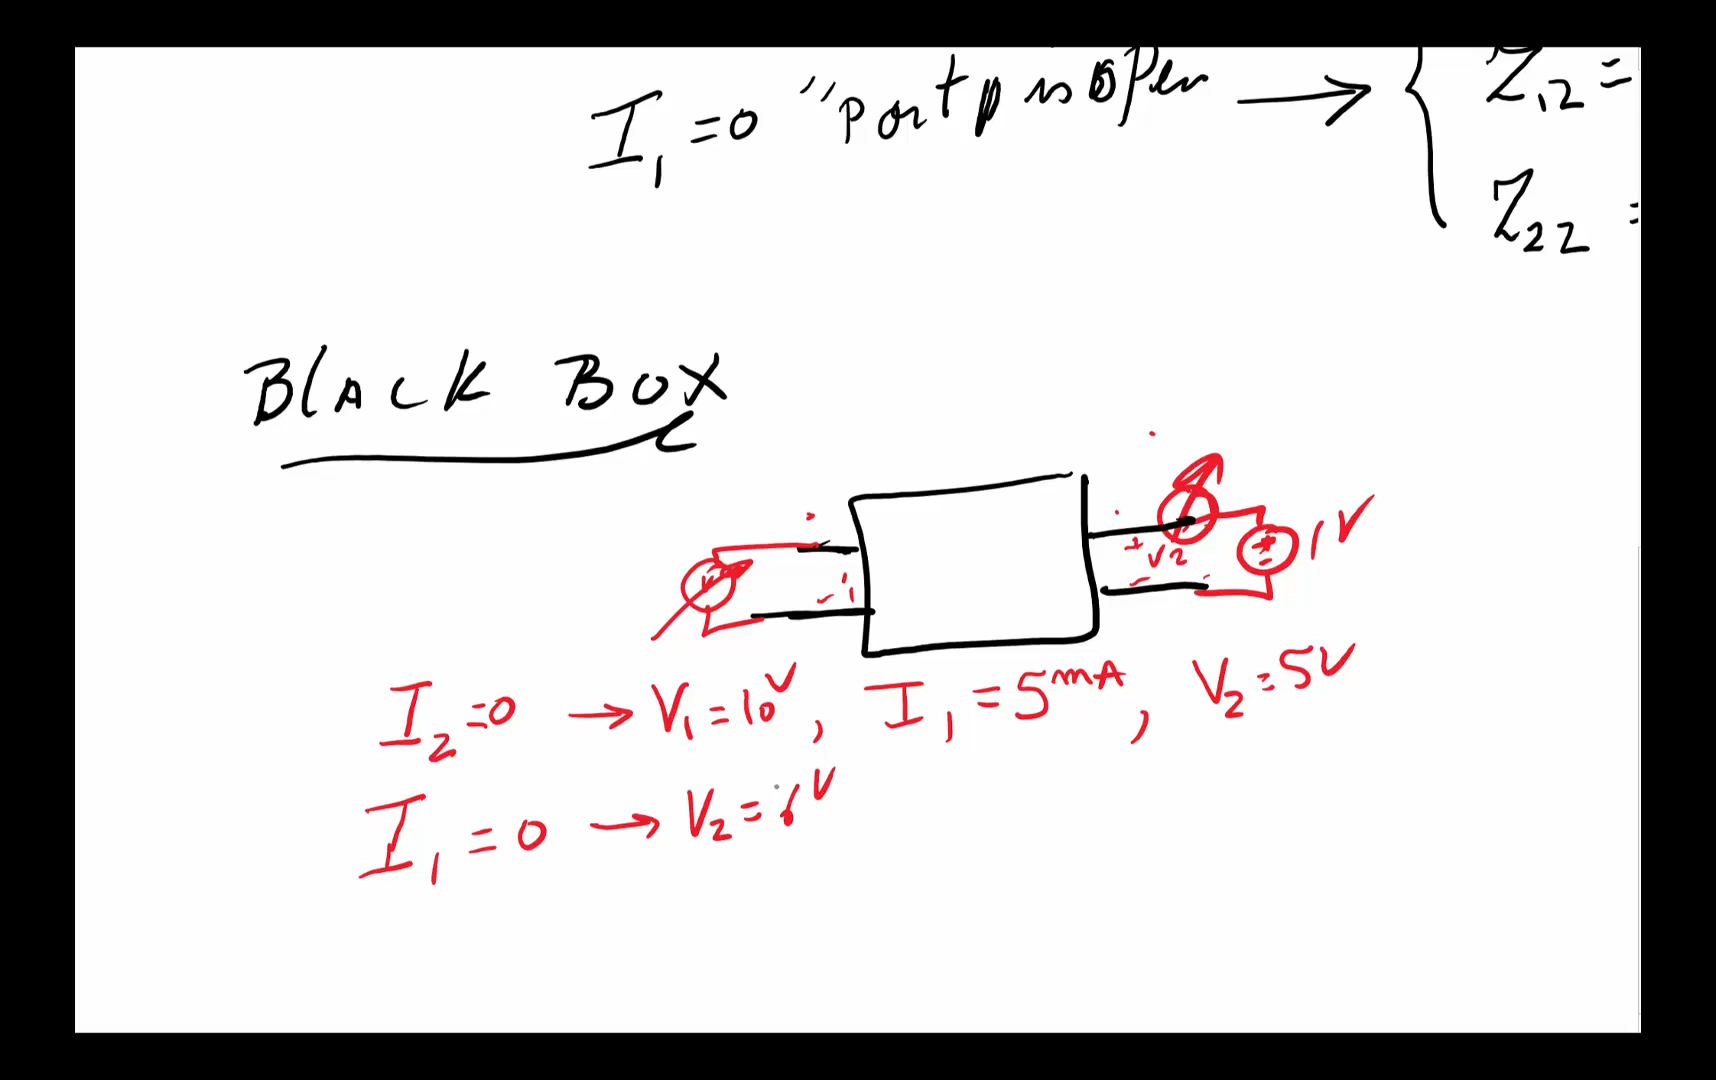 I₁ = 0 "Port 1 is open → { Z₁₂ =
Z₂₂ =
Black Box
+ V2 - 1V
I₂ = 0 → V₁ = 10V, I₁ = 5mA, V₂ = 5V
I₁ = 0 → V₂ = V